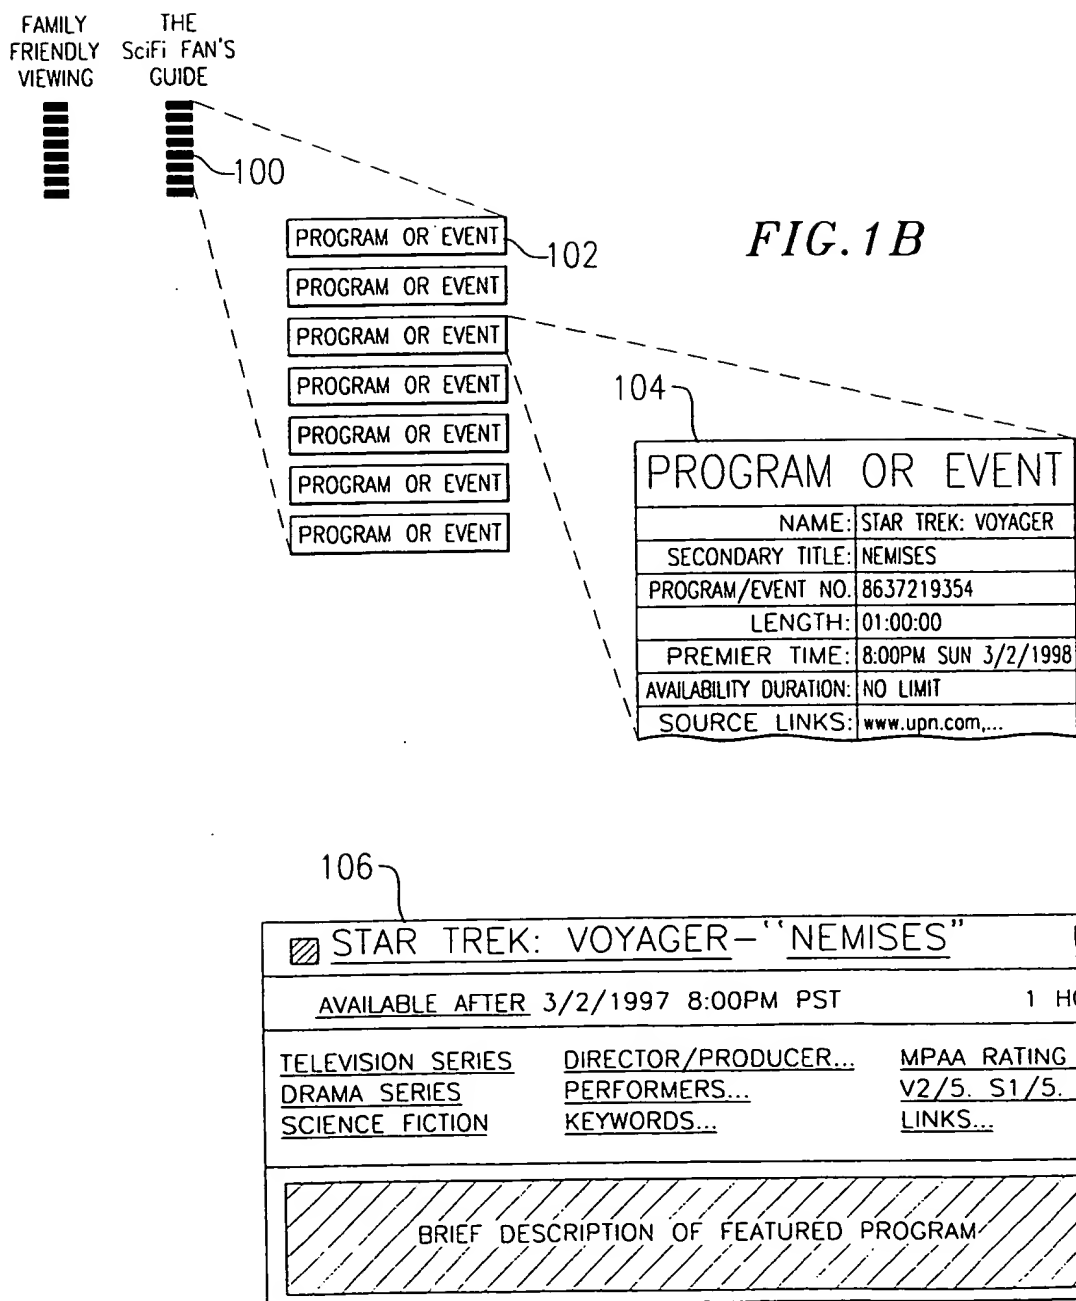 FAMILY
FRIENDLY
VIEWING
THE
SciFi FAN'S
GUIDE
100
PROGRAM OR EVENT
102
PROGRAM OR EVENT
PROGRAM OR EVENT
PROGRAM OR EVENT
PROGRAM OR EVENT
PROGRAM OR EVENT
PROGRAM OR EVENT
FIG.1B
104
PROGRAM OR EVENT
NAME: STAR TREK: VOYAGER
SECONDARY TITLE: NEMISES
PROGRAM/EVENT NO. 8637219354
LENGTH: 01:00:00
PREMIER TIME: 8:00PM SUN 3/2/1998
AVAILABILITY DURATION: NO LIMIT
SOURCE LINKS: www.upn.com,...
106
STAR TREK: VOYAGER-"NEMISES"
AVAILABLE AFTER 3/2/1997 8:00PM PST 1
TELEVISION SERIES DIRECTOR/PRODUCER... MPAA RATING
DRAMA SERIES PERFORMERS... V2/5. S1/5.
SCIENCE FICTION KEYWORDS... LINKS...
BRIEF DESCRIPTION OF FEATURED PROGRAM